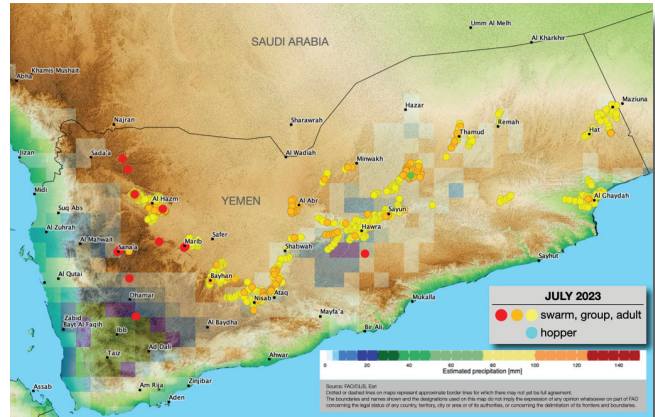 Umm Al Melh
SAUDI ARABIA
Al Kharkhir
Khamis Mushait
Abha
Hazar
Maziuna
Najran
Sharawrah
Remah
Thamud
Hat
Jizan
Sada'a
Al Wadiah
Minwakh
Midi
YEMEN
Al Ghaydah
Suq Abs
Al Hazm
Al Abr
Sayun
Al Zuhrah
Hawra
Al Mahwait
Sana'a
Marib
Safer
Shabwah
Sayhut
Al Qutai
Bayhan
Dhamar
Nisab
Ataq
Mukalla
Zabid
Bayt Al Faqih
Mayfa'a
Ibb
Al Baydha
Bir Ali
Taiz
Ad Dali
Ahwar
Assab
Am Rija
Zinjibar
Aden
JULY 2023
swarm, group, adult
hopper
0 20 40 60 80 100 120 150
Estimated precipitation [mm]
Source: FAO/DLIS, Esri
Dotted or dashed lines on maps represent approximate border lines for which there may not yet be full agreement.
The boundaries and names shown and the designations used on this map do not imply the expression of any opinion whatsoever on part of FAO
concerning the legal status of any country, territory, city or area or of its authorities, or concerning the delimitation of its frontiers and boundaries.